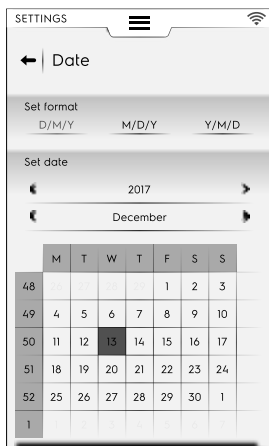 SETTINGS
Date
Set format
D/M/Y M/D/Y Y/M/D
Set date
2017
December
M T W T F S S
48 1 2 3
49 4 5 6 7 8 9 10
50 11 12 13 14 15 16 17
51 18 19 20 21 22 23 24
52 25 26 27 28 29 30 1
1